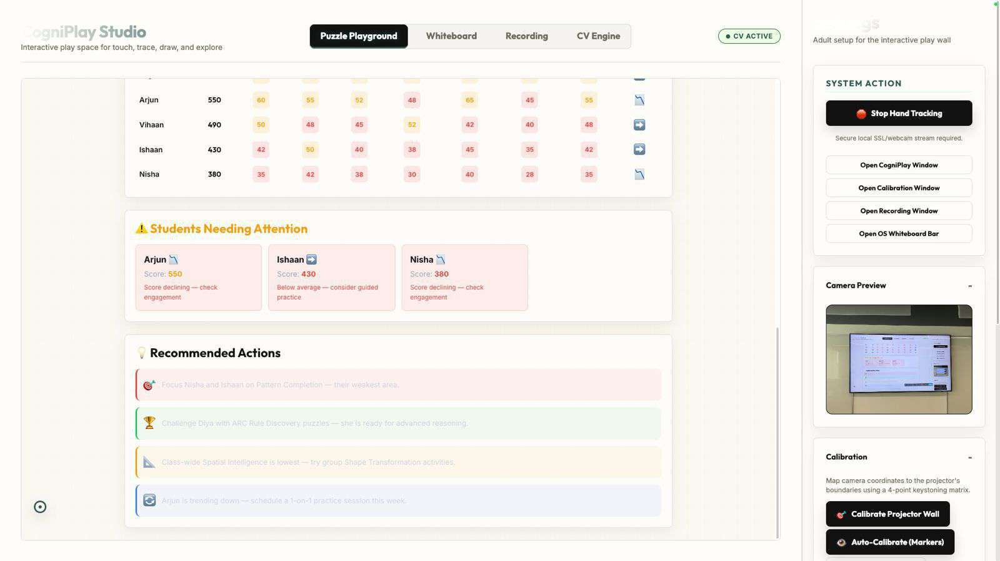 CogniPlay Studio
Interactive play space for touch, trace, draw, and explore
Puzzle Playground
Whiteboard
Recording
CV Engine
CV ACTIVE
Arjun 550 60 55 52 48 65 45 55
Vihaan 490 50 48 45 52 42 40 48
Ishaan 430 42 50 40 38 45 35 42
Nisha 380 35 42 38 30 40 28 35
Students Needing Attention
Arjun
Score: 550
Score declining — check
engagement
Ishaan
Score: 430
Below average — consider guided
practice
Nisha
Score: 380
Score declining — check
engagement
Recommended Actions
Focus Nisha and Ishaan on Pattern Completion — their weakest area.
Challenge Diya with ARC Rule Discovery puzzles — she is ready for advanced reasoning.
Class-wide Spatial Intelligence is lowest — try group Shape Transformation activities.
Arjun is trending down — schedule a 1-on-1 practice session this week.
Adult setup for the interactive play wall
SYSTEM ACTION
Stop Hand Tracking
Secure local SSL/webcam stream required.
Open CogniPlay Window
Open Calibration Window
Open Recording Window
Open OS Whiteboard Bar
Camera Preview -
Calibration -
Map camera coordinates to the projector's
boundaries using a 4-point keystoning matrix.
Calibrate Projector Wall
Auto-Calibrate (Markers)